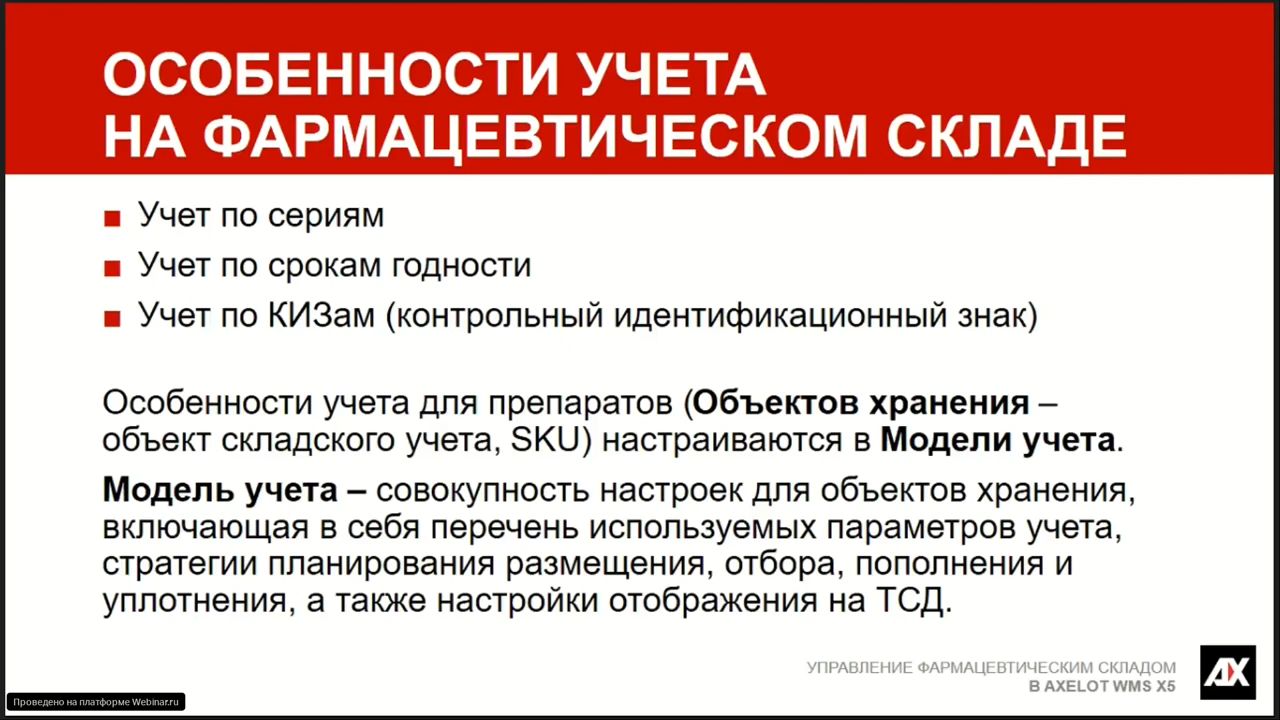 ОСОБЕННОСТИ УЧЕТА
НА ФАРМАЦЕВТИЧЕСКОМ СКЛАДЕ
Учет по сериям
Учет по срокам годности
Учет по КИЗам (контрольный идентификационный знак)
Особенности учета для препаратов (Объектов хранения –
объект складского учета, SKU) настраиваются в Модели учета.
Модель учета – совокупность настроек для объектов хранения,
включающая в себя перечень используемых параметров учета,
стратегии планирования размещения, отбора, пополнения и
уплотнения, а также настройки отображения на ТСД.
УПРАВЛЕНИЕ ФАРМАЦЕВТИЧЕСКИМ СКЛАДОМ
В AXELOT WMS X5
AX
Проведено на платформе Webinar.ru